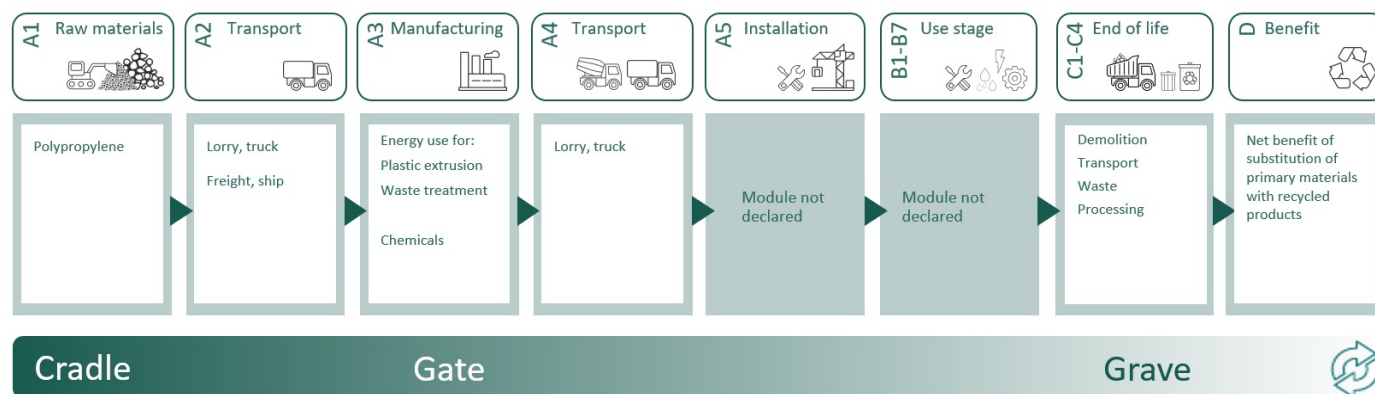 A1 Raw materials
A2 Transport
A3 Manufacturing
A4 Transport
A5 Installation
B1-B7 Use stage
C1-C4 End of life
D Benefit
Polypropylene
Lorry, truck
Freight, ship
Energy use for:
Plastic extrusion
Waste treatment
Chemicals
Lorry, truck
Module not
declared
Module not
declared
Demolition
Transport
Waste
Processing
Net benefit of
substitution of
primary materials
with recycled
products
Cradle
Gate
Grave